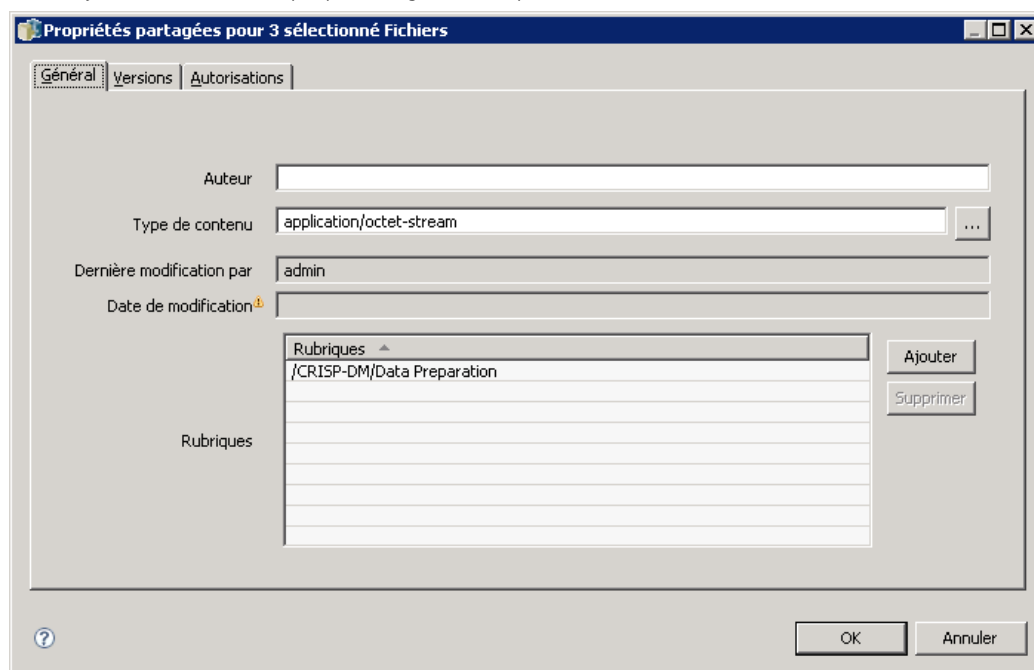 Propriétés partagées pour 3 sélectionné Fichiers
Général Versions Autorisations
Auteur
Type de contenu application/octet-stream ...
Dernière modification par admin
Date de modification
Rubriques
/CRISP-DM/Data Preparation
Ajouter
Supprimer
Rubriques
OK Annuler